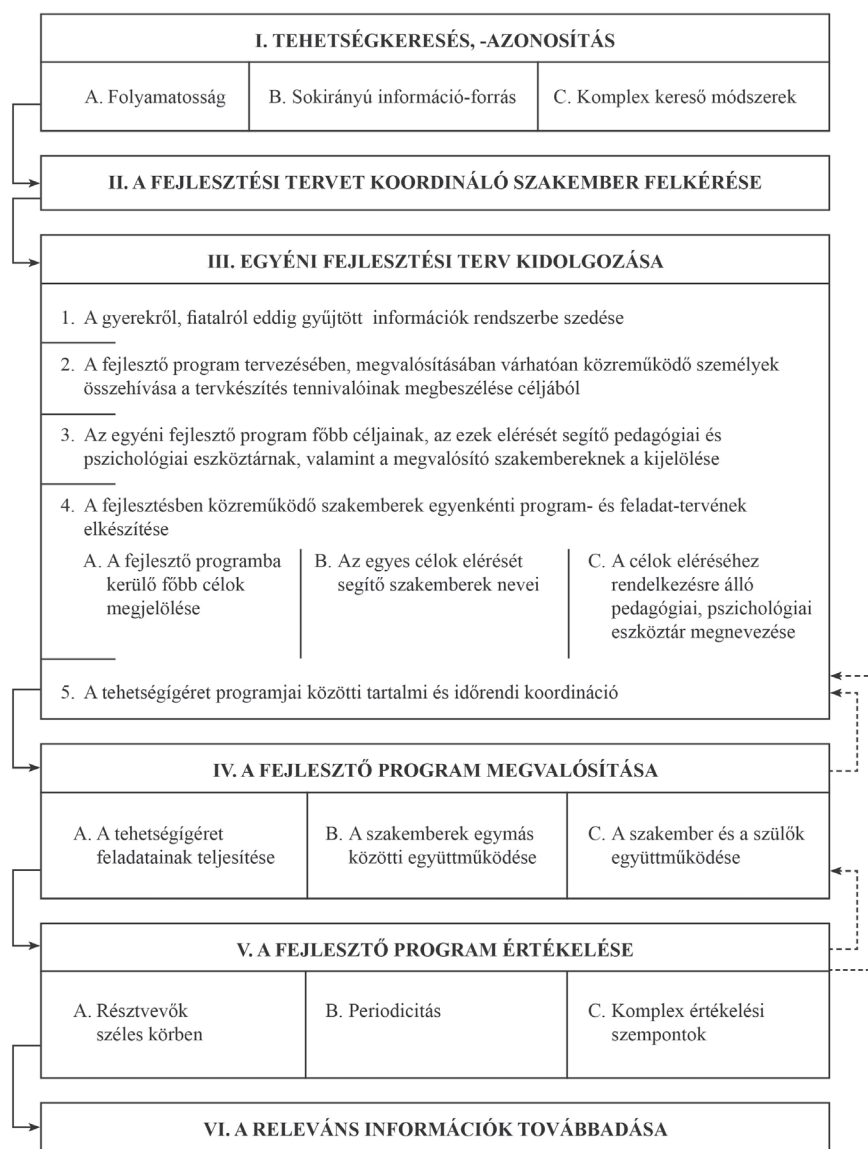 I. TEHETSÉGKERESÉS, -AZONOSÍTÁS
A. Folyamatosság
B. Sokirányú információ-forrás
C. Komplex kereső módszerek
II. A FEJLESZTÉSI TERVET KOORDINÁLÓ SZAKEMBER FELKÉRÉSE
III. EGYÉNI FEJLESZTÉSI TERV KIDOLGOZÁSA
1. A gyerekről, fiatalról eddig gyűjtött információk rendszerbe szedése
2. A fejlesztő program tervezésében, megvalósításában várhatóan közreműködő személyek
összehívása a tervkészítés tennivalóinak megbeszélése céljából
3. Az egyéni fejlesztő program főbb céljainak, az ezek elérését segítő pedagógiai és
pszichológiai eszköztárnak, valamint a megvalósító szakembereknek a kijelölése
4. A fejlesztésben közreműködő szakemberek egyenkénti program- és feladat-tervének
elkészítése
A. A fejlesztő programba
kerülő főbb célok
megjelölése
B. Az egyes célok elérését
segítő szakemberek nevei
C. A célok eléréséhez
rendelkezésre álló
pedagógiai, pszichológiai
eszköztár megnevezése
5. A tehetségígéret programjai közötti tartalmi és időrendi koordináció
IV. A FEJLESZTŐ PROGRAM MEGVALÓSÍTÁSA
A. A tehetségígéret
feladatainak teljesítése
B. A szakemberek egymás
közötti együttműködése
C. A szakember és a szülők
együttműködése
V. A FEJLESZTŐ PROGRAM ÉRTÉKELÉSE
A. Résztvevők
széles körben
B. Periodicitás
C. Komplex értékelési
szempontok
VI. A RELEVÁNS INFORMÁCIÓK TOVÁBBADÁSA